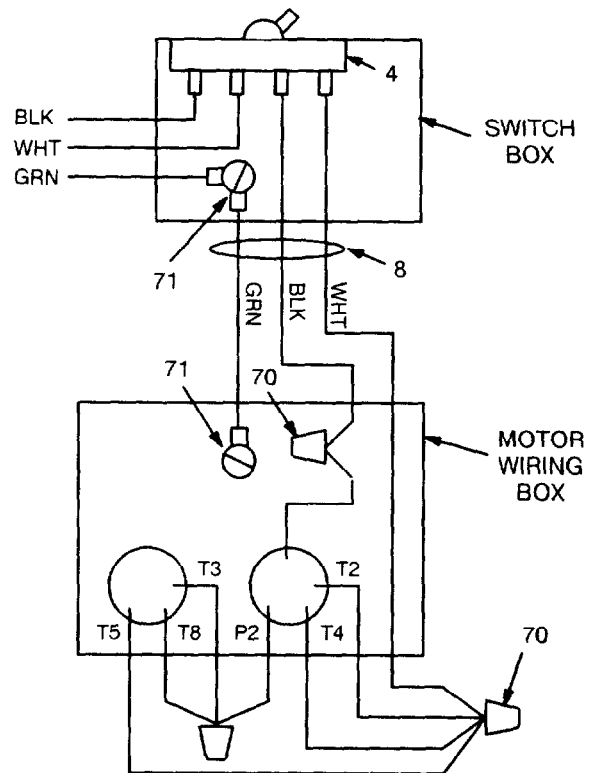 4
BLK
WHT
GRN
SWITCH
BOX
71
8
GRN
BLK
WHT
71
70
MOTOR
WIRING
BOX
T3
T2
T5
T8
P2
T4
70